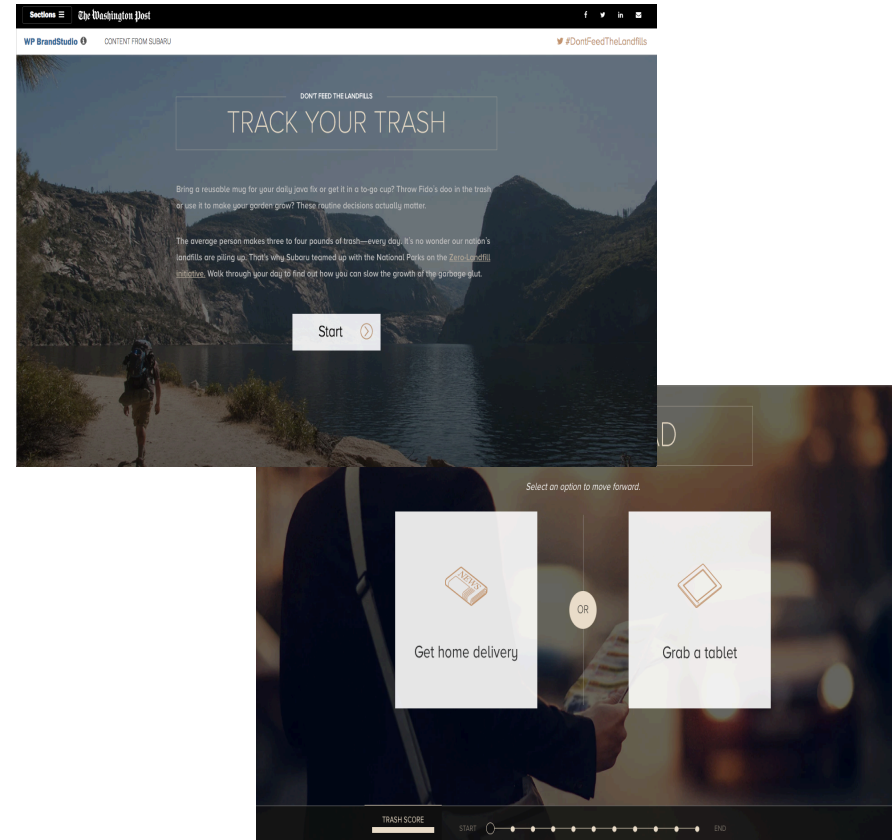 Sections
The Washington Post
WP BrandStudio
CONTENT FROM SUBARU
#DontFeedTheLandfills
DON'T FEED THE LANDFILLS
TRACK YOUR TRASH
Bring a reusable mug for your daily java fix or get it in a to-go cup? Throw Fido's doo in the trash
or use it to make your garden grow? These routine decisions actually matter.
The average person makes three to four pounds of trash—every day. It's no wonder our nation's
landfills are piling up. That's why Subaru teamed up with the National Parks on the Zero-Landfill
initiative. Walk through your day to find out how you can slow the growth of the garbage glut.
Start
Select an option to move forward.
NEWS
Get home delivery
OR
Grab a tablet
TRASH SCORE
START
END